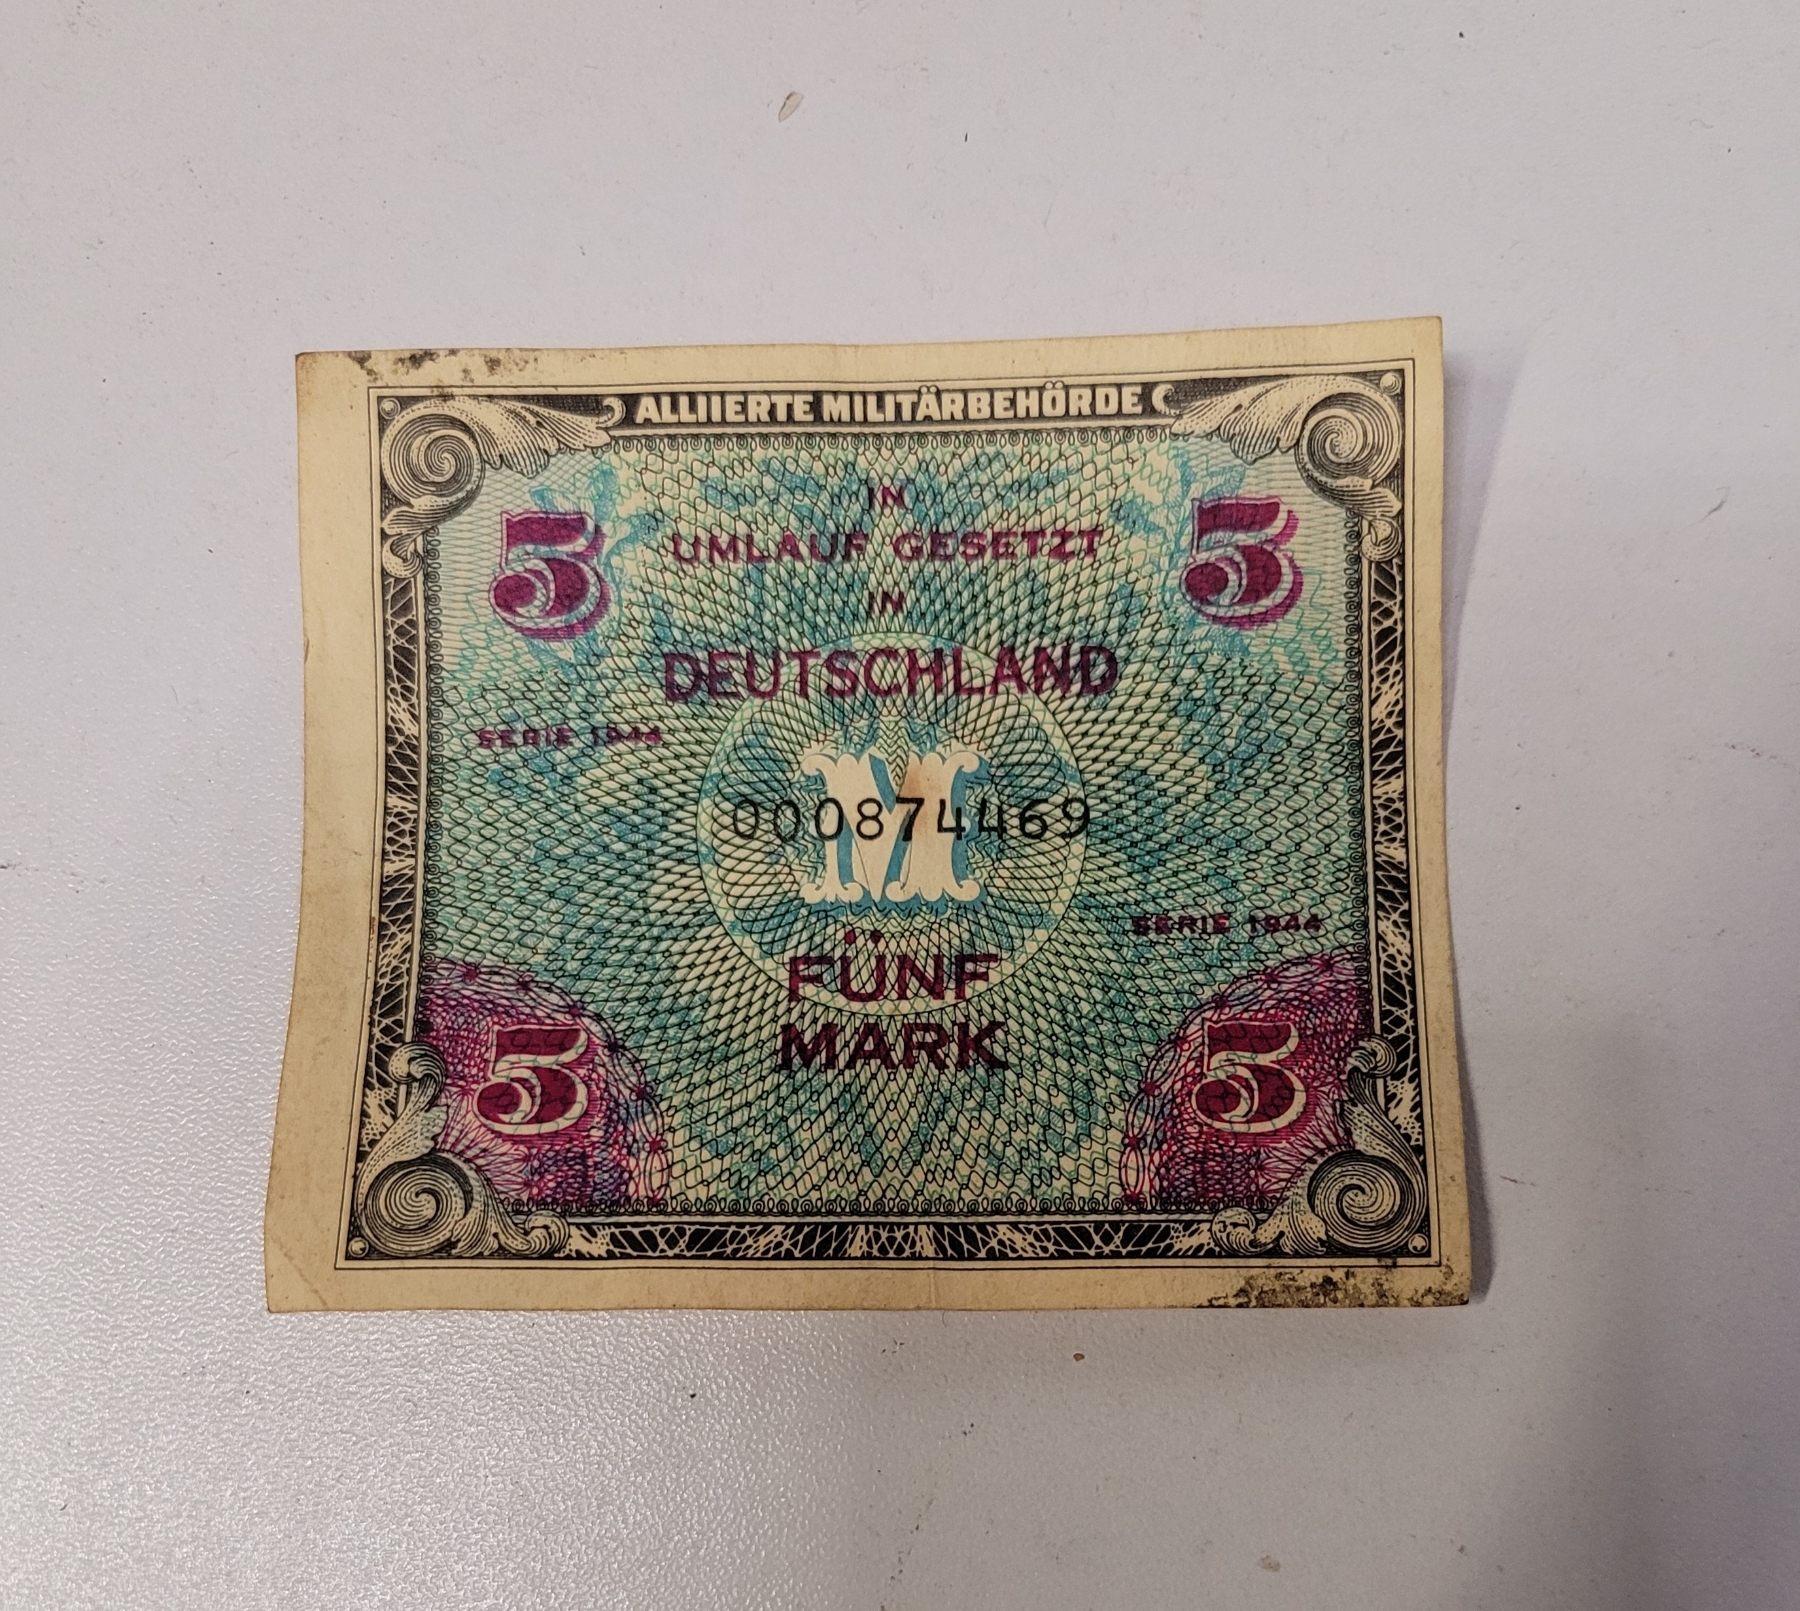 ALLIIERTE MILITÄRBEHÖRDE
IN
5 UMLAUF GESETZT 5
IN
DEUTSCHLAND
SERIE 1944
M
000874469
SERIE 1944
FÜNF
MARK
5 5